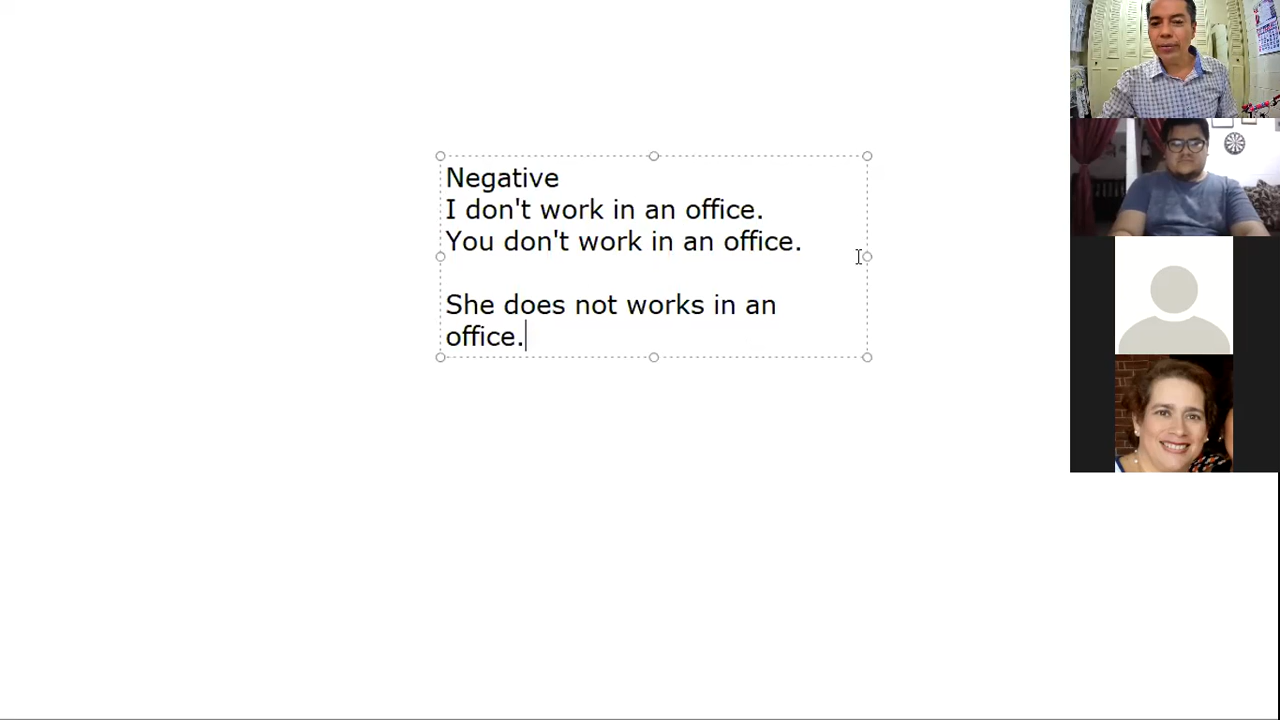 Negative
I don't work in an office.
You don't work in an office.
She does not works in an
office.